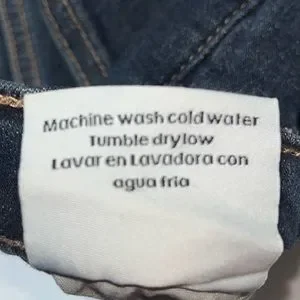 Machine wash cold water
Tumble dry low
Lavar en Lavadora con
agua fria